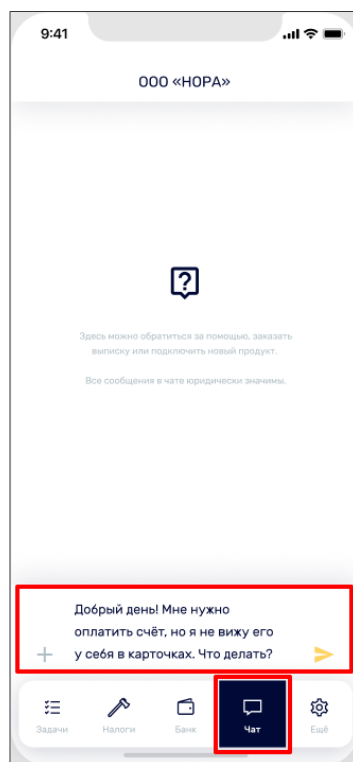 9:41
ООО «НОРА»
Здесь можно обратиться за помощью, заказать
выписку или подключить новый продукт.
Все сообщения в чате юридически значимы.
Добрый день! Мне нужно
оплатить счёт, но я не вижу его
у себя в карточках. Что делать?
Задачи Налоги Банк Чат Ещё